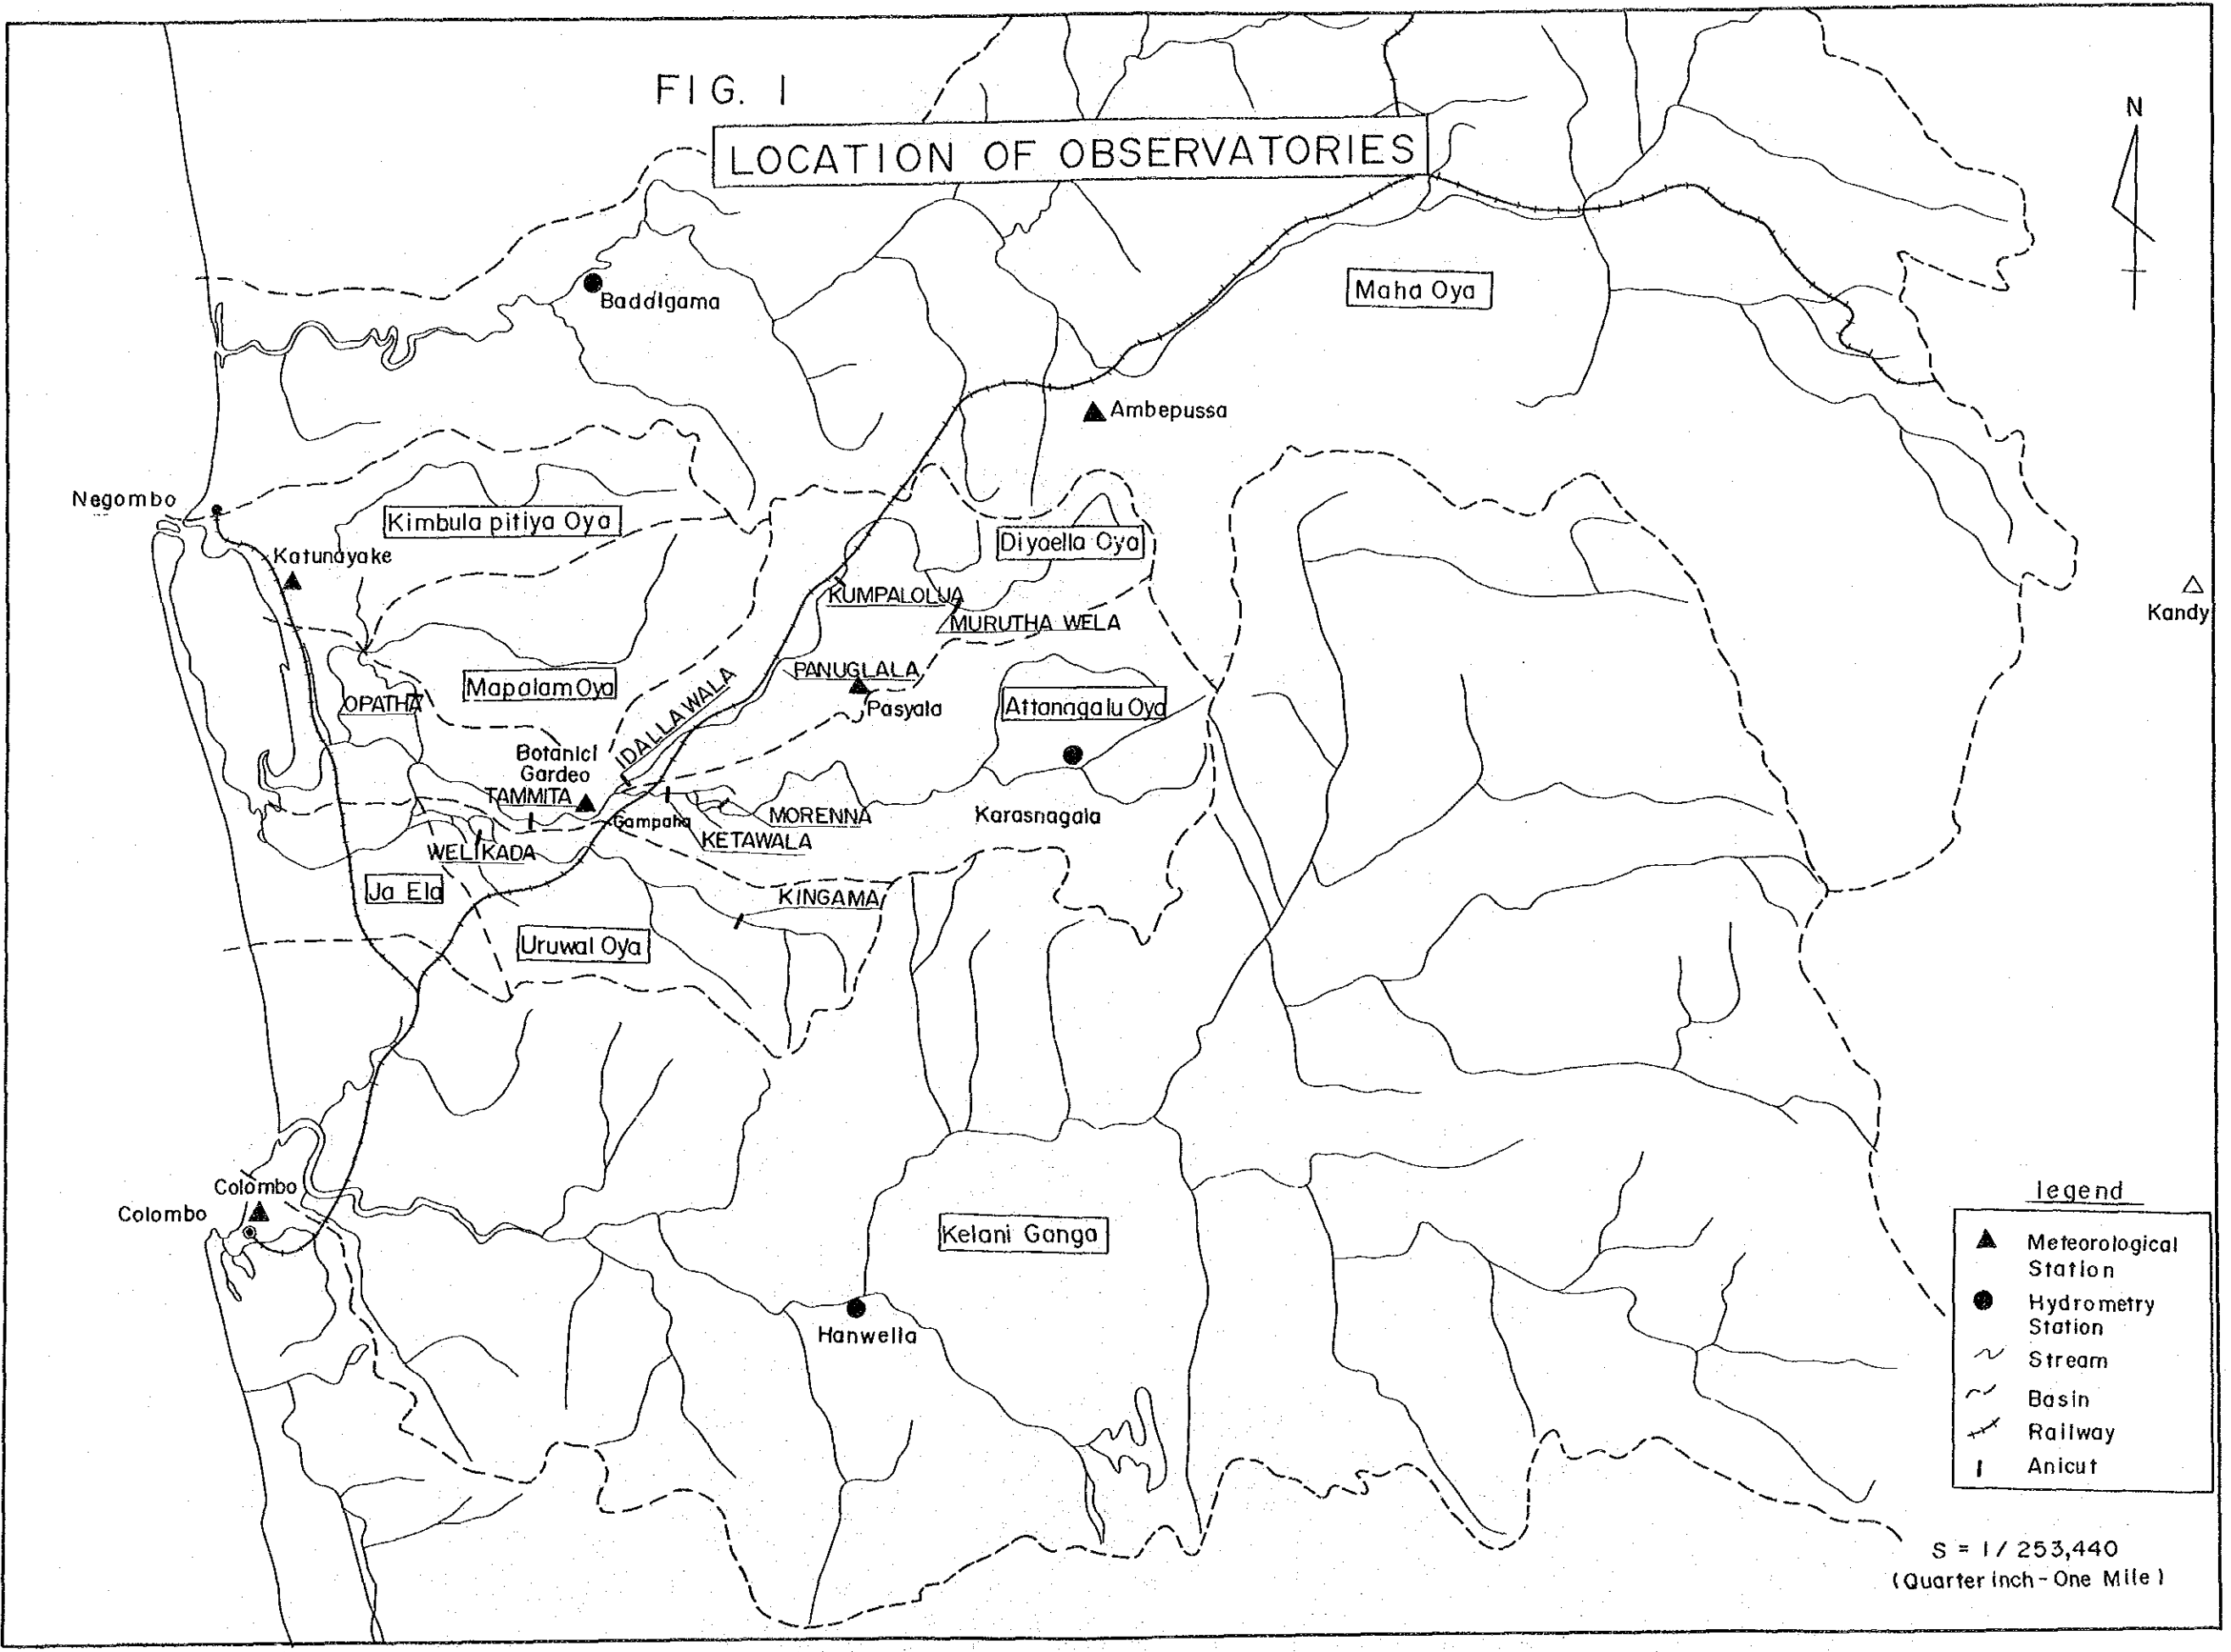 FIG. 1
LOCATION OF OBSERVATORIES
N
Maha Oya
Baddigama
Ambepussa
Negombo
Kimbula pitiya Oya
Diyaella Oya
Katunayake
Kandy
KUMPALOLUA
MURUTHA WELA
PANUGLALA
Mapalam Oya
IDALLAWALA
OPATHA
Pasyala
Attanagalu Oya
Botanici
Gardeo
TAMMITA
Gampaha
MORENNA
Karasnagala
KETAWALA
WELIKADA
Ja Ela
KINGAMA
Uruwal Oya
Colombo
Colombo
Kelani Ganga
Hanwella
legend
Meteorological
Station
Hydrometry
Station
Stream
Basin
Railway
Anicut
S = 1 / 253,440
(Quarter inch - One Mile)